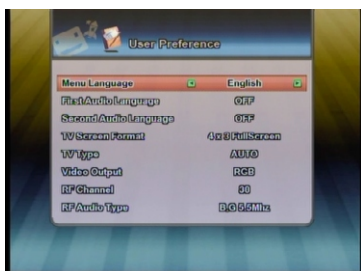 User Preference
Menu Language English
First Audio Language OFF
Second Audio Language OFF
TV Screen Format 4 x 3 FullScreen
TV Type AUTO
Video Output RGB
RF Channel 38
RF Audio Type B.G 5.5Mhz